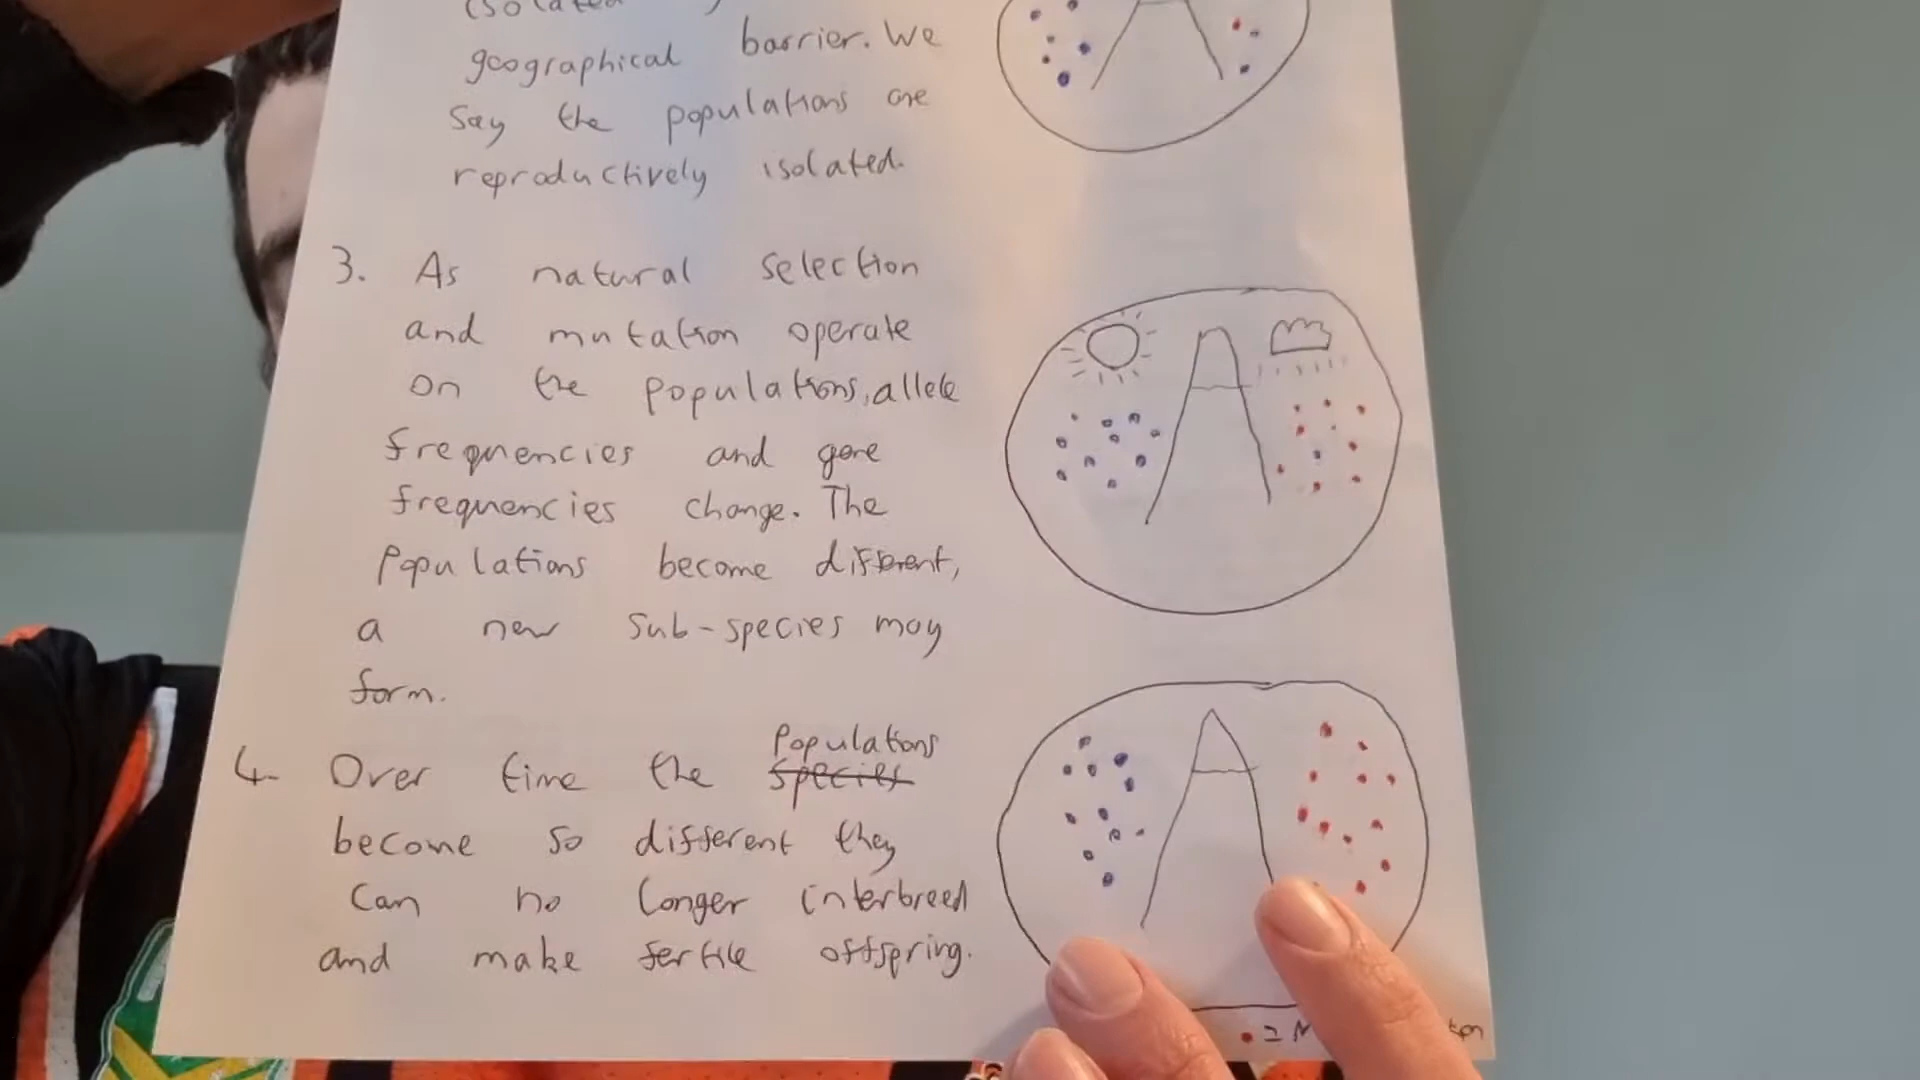 isolated
geographical barrier. We
say the populations are
reproductively isolated.
3. As natural selection
and mutation operate
on the populations, allele
frequencies and gene
frequencies change. The
populations become different,
a new sub-species may
form.
4. Over time the populations
species
become so different they
can no longer interbreed
and make fertile offspring.